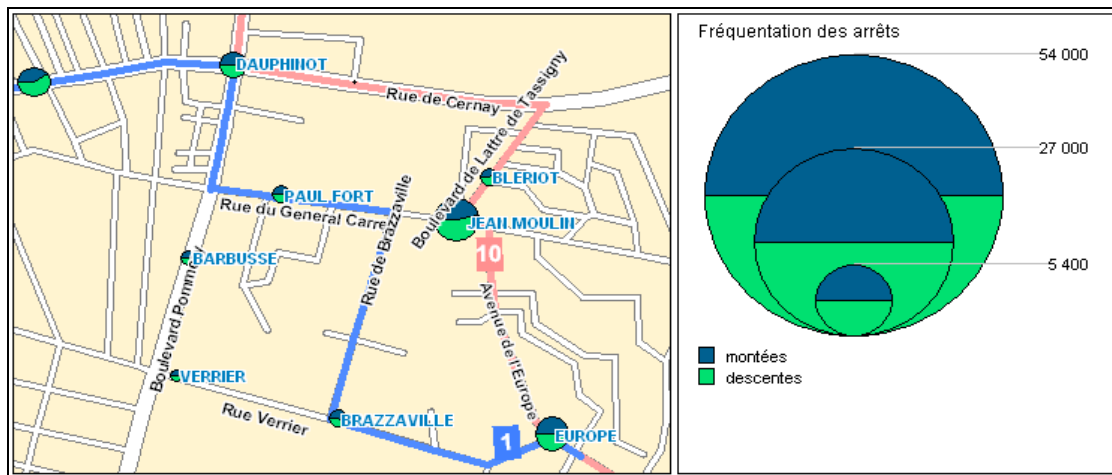 DAUPHINOT
Rue de Cernay
Boulevard de Lattre de Tassigny
BLERIOT
PAUL FORT
Rue du General Carre
JEAN MOULIN
Rue de Brazzaville
10
BARBUSSE
Boulevard Pommery
Avenue de l'Europe
VERRIER
Rue Verrier
BRAZZAVILLE
1
EUROPE
Fréquentation des arrêts
54 000
27 000
5 400
montées
descentes